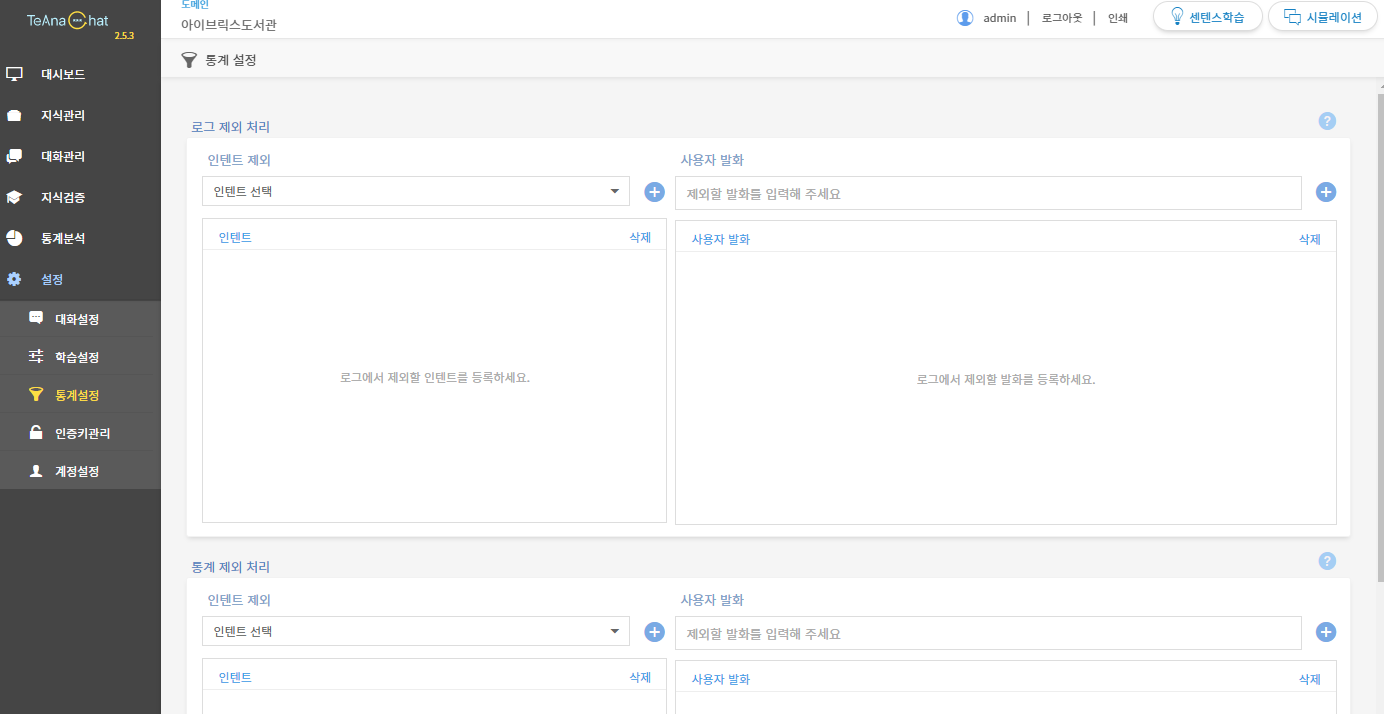 TeAna Chat
2.5.3
대시보드
지식관리
대화관리
지식검증
통계분석
설정
대화설정
학습설정
통계설정
인증키관리
계정설정
도메인
아이브릭스도서관
admin | 로그아웃 | 인쇄
센텐스학습
시뮬레이션
통계 설정
로그 제외 처리
?
인텐트 제외
인텐트 선택
인텐트 삭제
로그에서 제외할 인텐트를 등록하세요.
사용자 발화
제외할 발화를 입력해 주세요
사용자 발화 삭제
로그에서 제외할 발화를 등록하세요.
통계 제외 처리
?
인텐트 제외
인텐트 선택
인텐트 삭제
사용자 발화
제외할 발화를 입력해 주세요
사용자 발화 삭제